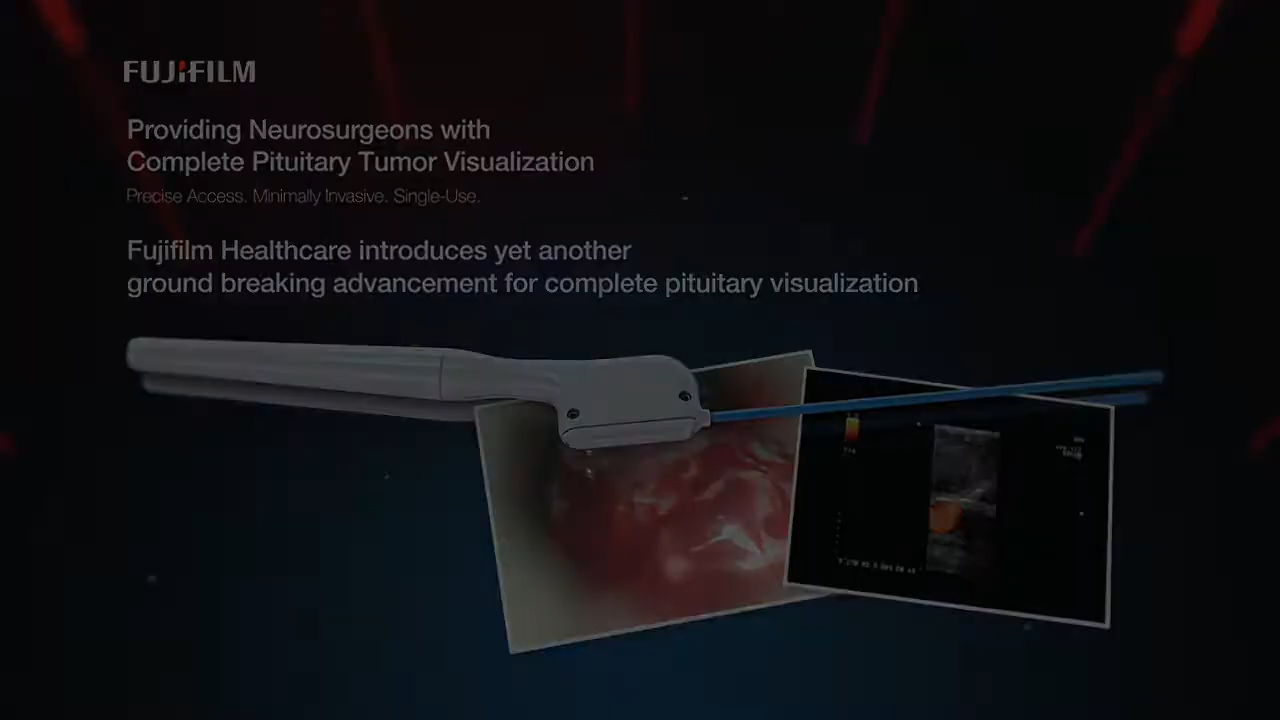 FUJIFILM
Providing Neurosurgeons with
Complete Pituitary Tumor Visualization
Precise Access. Minimally Invasive. Single-Use.
Fujifilm Healthcare introduces yet another
ground breaking advancement for complete pituitary visualization